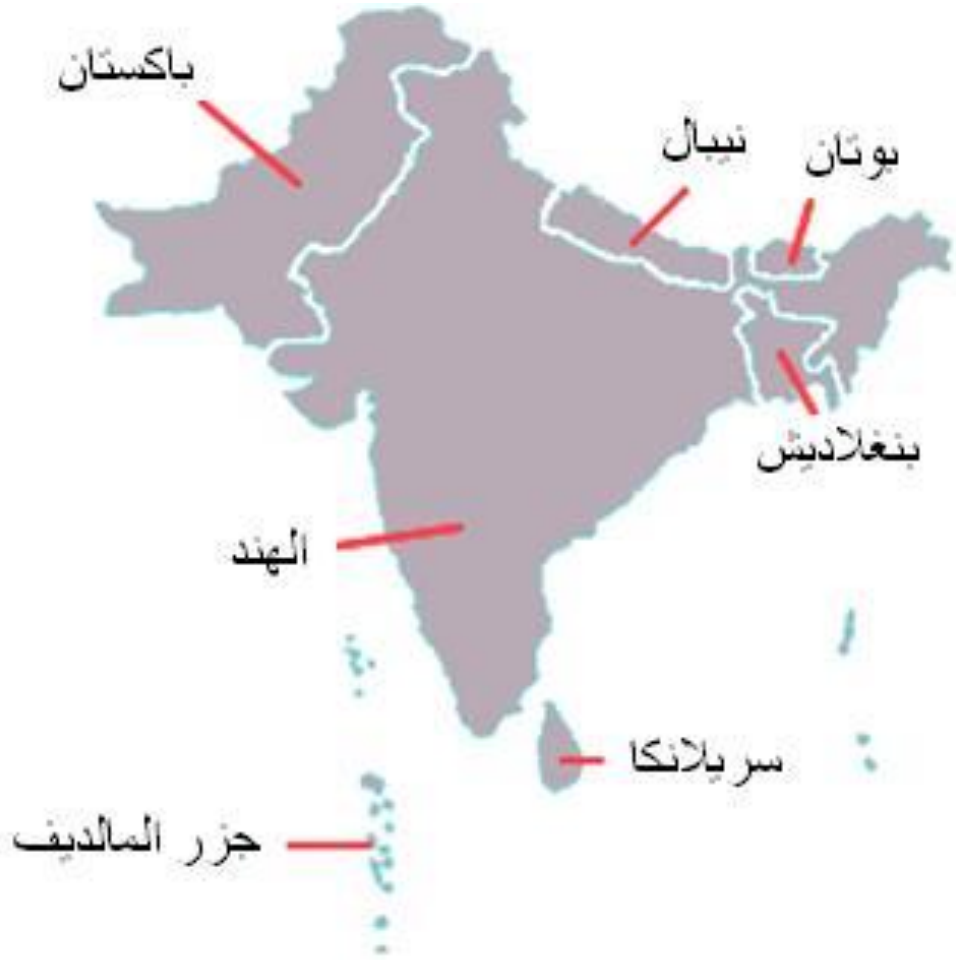 باكستان
نيبال
بوتان
بنغلاديش
الهند
سريلانكا
جزر المالديف